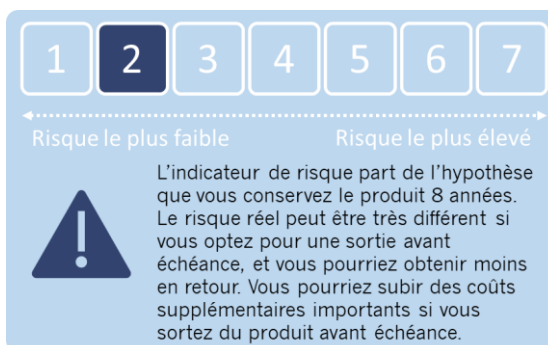 1 2 3 4 5 6 7
Risque le plus faible Risque le plus élevé
L’indicateur de risque part de l’hypothèse
que vous conservez le produit 8 années.
Le risque réel peut être très différent si
vous optez pour une sortie avant
échéance, et vous pourriez obtenir moins
en retour. Vous pourriez subir des coûts
supplémentaires importants si vous
sortez du produit avant échéance.